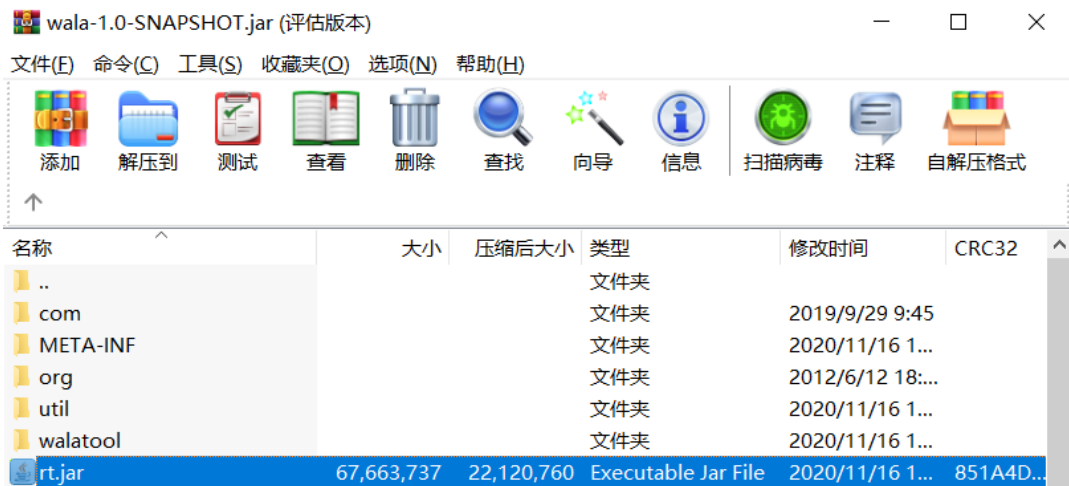 wala-1.0-SNAPSHOT.jar (评估版本)
文件(F) 命令(C) 工具(S) 收藏夹(O) 选项(N) 帮助(H)
添加 解压到 测试 查看 删除 查找 向导 信息 扫描病毒 注释 自解压格式
名称 大小 压缩后大小 类型 修改时间 CRC32
.. 文件夹
com 文件夹 2019/9/29 9:45
META-INF 文件夹 2020/11/16 1...
org 文件夹 2012/6/12 18:...
util 文件夹 2020/11/16 1...
walatool 文件夹 2020/11/16 1...
rt.jar 67,663,737 22,120,760 Executable Jar File 2020/11/16 1... 851A4D...